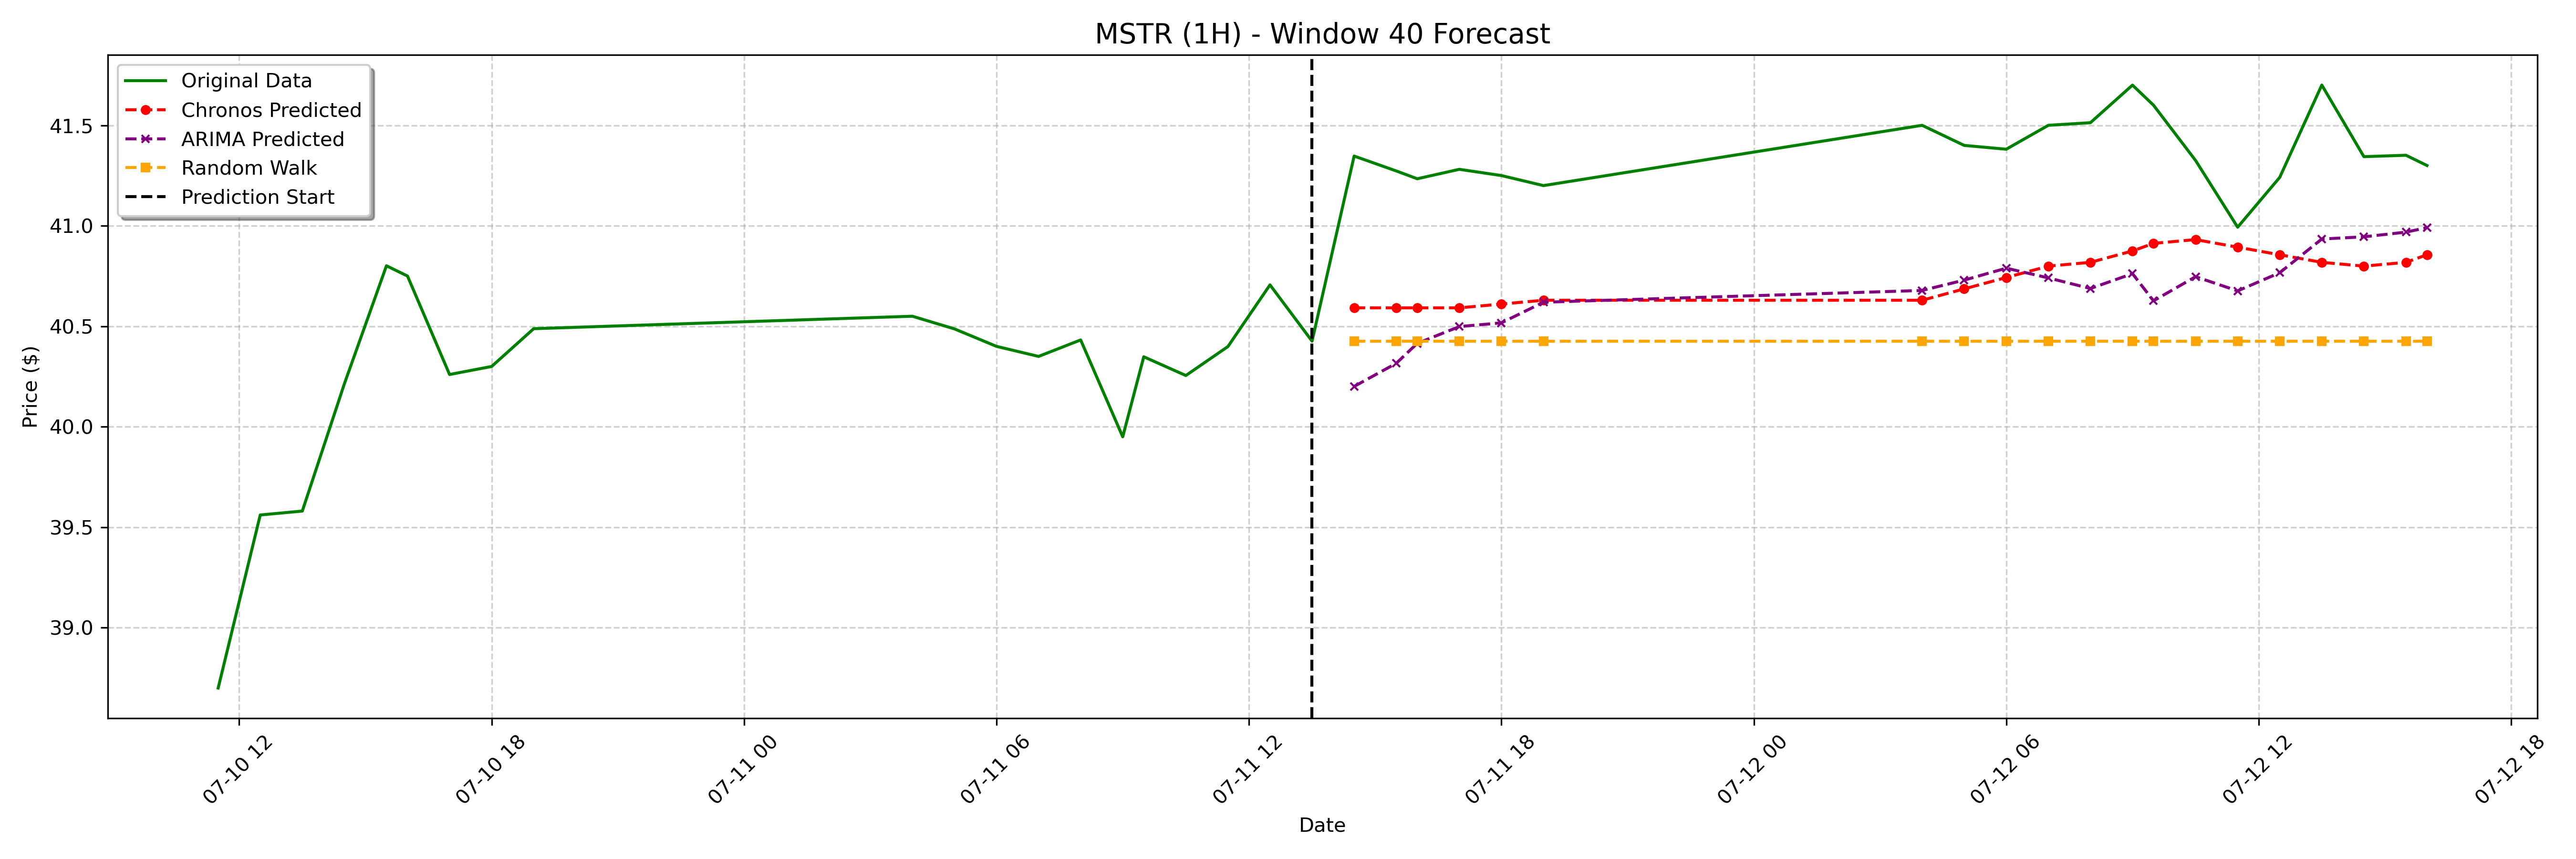 MSTR (1H) - Window 40 Forecast
Original Data
Chronos Predicted
ARIMA Predicted
Random Walk
Prediction Start
Price ($)
41.5
41.0
40.5
40.0
39.5
39.0
07-10 12
07-10 18
07-11 00
07-11 06
07-11 12
07-11 18
07-12 00
07-12 06
07-12 12
07-12 18
Date